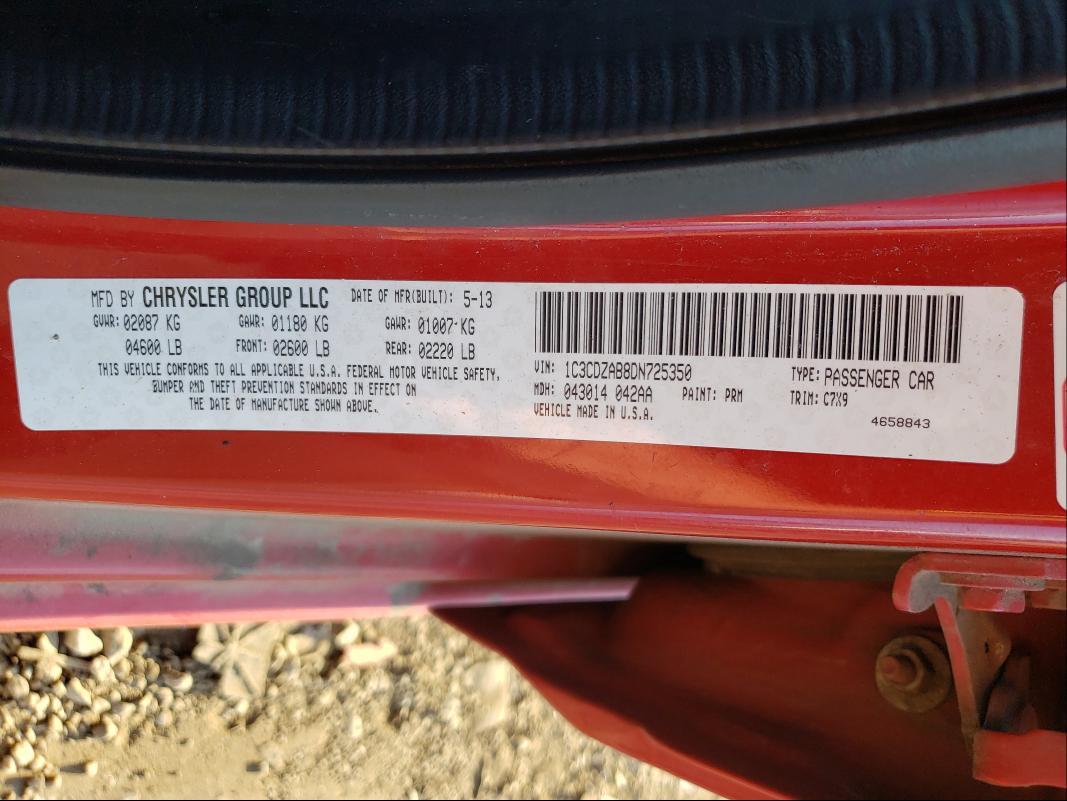 MFD BY CHRYSLER GROUP LLC DATE OF MFR(BUILT): 5-13
GVWR: 02087 KG GAWR: 01180 KG GAWR: 01007 KG
04600 LB FRONT: 02600 LB REAR: 02220 LB
THIS VEHICLE CONFORMS TO ALL APPLICABLE U.S.A. FEDERAL MOTOR VEHICLE SAFETY,
BUMPER AND THEFT PREVENTION STANDARDS IN EFFECT ON
THE DATE OF MANUFACTURE SHOWN ABOVE.
VIN: 1C3CDZAB8DN725350 TYPE: PASSENGER CAR
MDH: 043014 042AA PAINT: PRM TRIM: C7X9
VEHICLE MADE IN U.S.A.
4658843